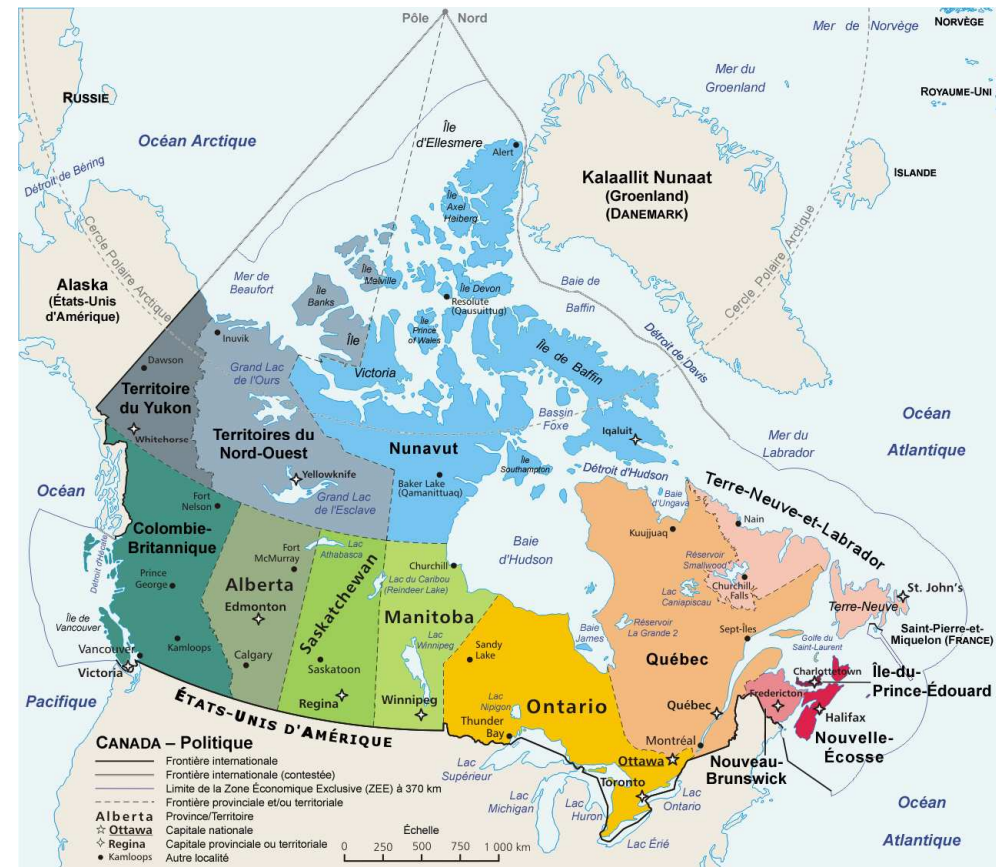 Pôle Nord
Mer de Norvège
NORVÈGE
Mer du
Groenland
RUSSIE
ROYAUME-UNI
Océan Arctique
Île
d'Ellesmere
Alert
Détroit de Béring
Kalaallit Nunaat
(Groenland)
(DANEMARK)
ISLANDE
Île
Axel
Heiberg
Cercle Polaire Arctique
Cercle Polaire Arctique
Alaska
(États-Unis
d'Amérique)
Mer de
Beaufort
Île
Banks
Île
Melville
Île Devon
Resolute
(Qausuittug)
Baie de
Baffin
Île
Prince
of Wales
Île
Victoria
Île de Baffin
Détroit de Davis
Inuvik
Dawson
Grand Lac
de l'Ours
Territoire
du Yukon
Whitehorse
Territoires du
Nord-Ouest
Yellowknife
Grand Lac
de l'Esclave
Nunavut
Baker Lake
(Qamanittuaq)
Bassin
Foxe
Iqaluit
Île
Southampton
Détroit d'Hudson
Mer du
Labrador
Océan
Atlantique
Océan
Pacifique
Fort
Nelson
Colombie-
Britannique
Prince
George
Détroit d'Hécate
Île de
Vancouver
Vancouver
Victoria
Kamloops
Fort
McMurray
Alberta
Edmonton
Calgary
Lac
Athabasca
Saskatchewan
Saskatoon
Regina
Lac du Caribou
(Reindeer Lake)
Churchill
Manitoba
Lac
Winnipeg
Winnipeg
Baie
d'Hudson
Baie
d'Ungava
Kuujjuaq
Nain
Terre-Neuve-et-Labrador
Réservoir
Smallwood
Churchill
Falls
Lac
Caniapiscau
Réservoir
La Grande 2
Baie
James
Sandy
Lake
Lac
Nipigon
Thunder
Bay
Ontario
Québec
Sept-Îles
Québec
Montréal
Ottawa
Toronto
Terre-Neuve
St. John's
Saint-Pierre-et-
Miquelon (FRANCE)
Golfe du
Saint-Laurent
Charlottetown
Île-du-
Prince-Édouard
Fredericton
Halifax
Nouvelle-
Écosse
Nouveau-
Brunswick
Lac
Supérieur
Lac
Michigan
Lac
Huron
Lac
Ontario
Lac Érié
Océan
Atlantique
ÉTATS-UNIS D'AMÉRIQUE
CANADA – Politique
Frontière internationale
Frontière internationale (contestée)
Limite de la Zone Économique Exclusive (ZEE) à 370 km
Frontière provinciale et/ou territoriale
Alberta Province/Territoire
Ottawa Capitale nationale
Regina Capitale provinciale ou territoriale
Kamloops Autre localité
Échelle
0 500 1 000 km